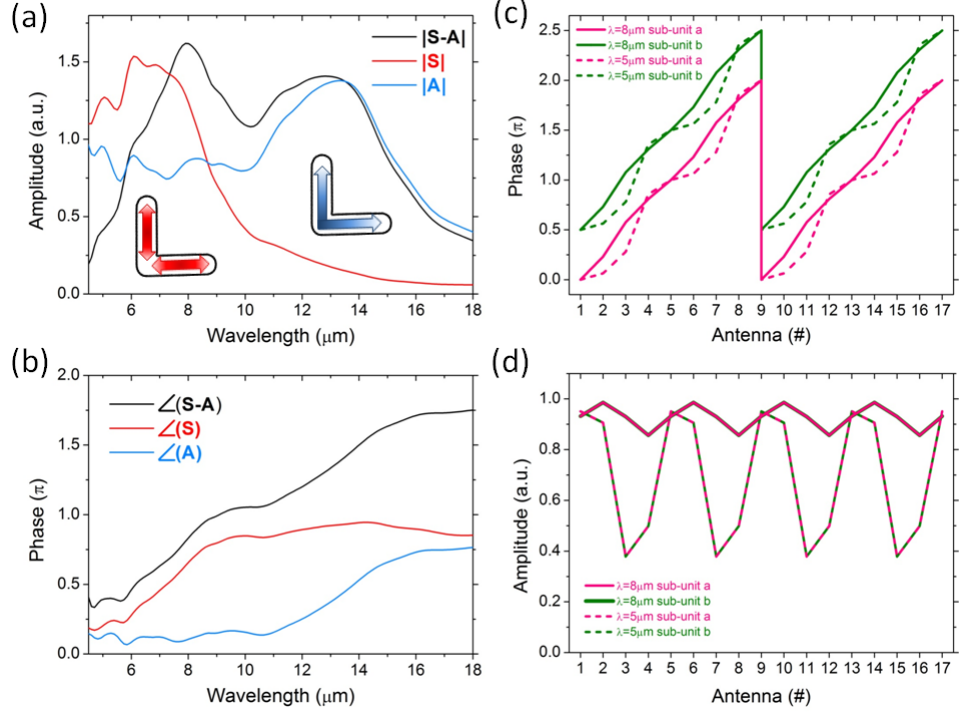 (a)
Amplitude (a.u.)
1.5
1.0
0.5
0.0
|S-A|
|S|
|A|
6 8 10 12 14 16 18
Wavelength (μm)
(b)
Phase (π)
2.0
1.5
1.0
0.5
0.0
∠(S-A)
∠(S)
∠(A)
6 8 10 12 14 16 18
Wavelength (μm)
(c)
Phase (π)
2.5
2.0
1.5
1.0
0.5
0.0
λ=8μm sub-unit a
λ=8μm sub-unit b
λ=5μm sub-unit a
λ=5μm sub-unit b
1 2 3 4 5 6 7 8 9 10 11 12 13 14 15 16 17
Antenna (#)
(d)
Amplitude (a.u.)
1.0
0.8
0.6
0.4
0.2
0.0
λ=8μm sub-unit a
λ=8μm sub-unit b
λ=5μm sub-unit a
λ=5μm sub-unit b
1 2 3 4 5 6 7 8 9 10 11 12 13 14 15 16 17
Antenna (#)